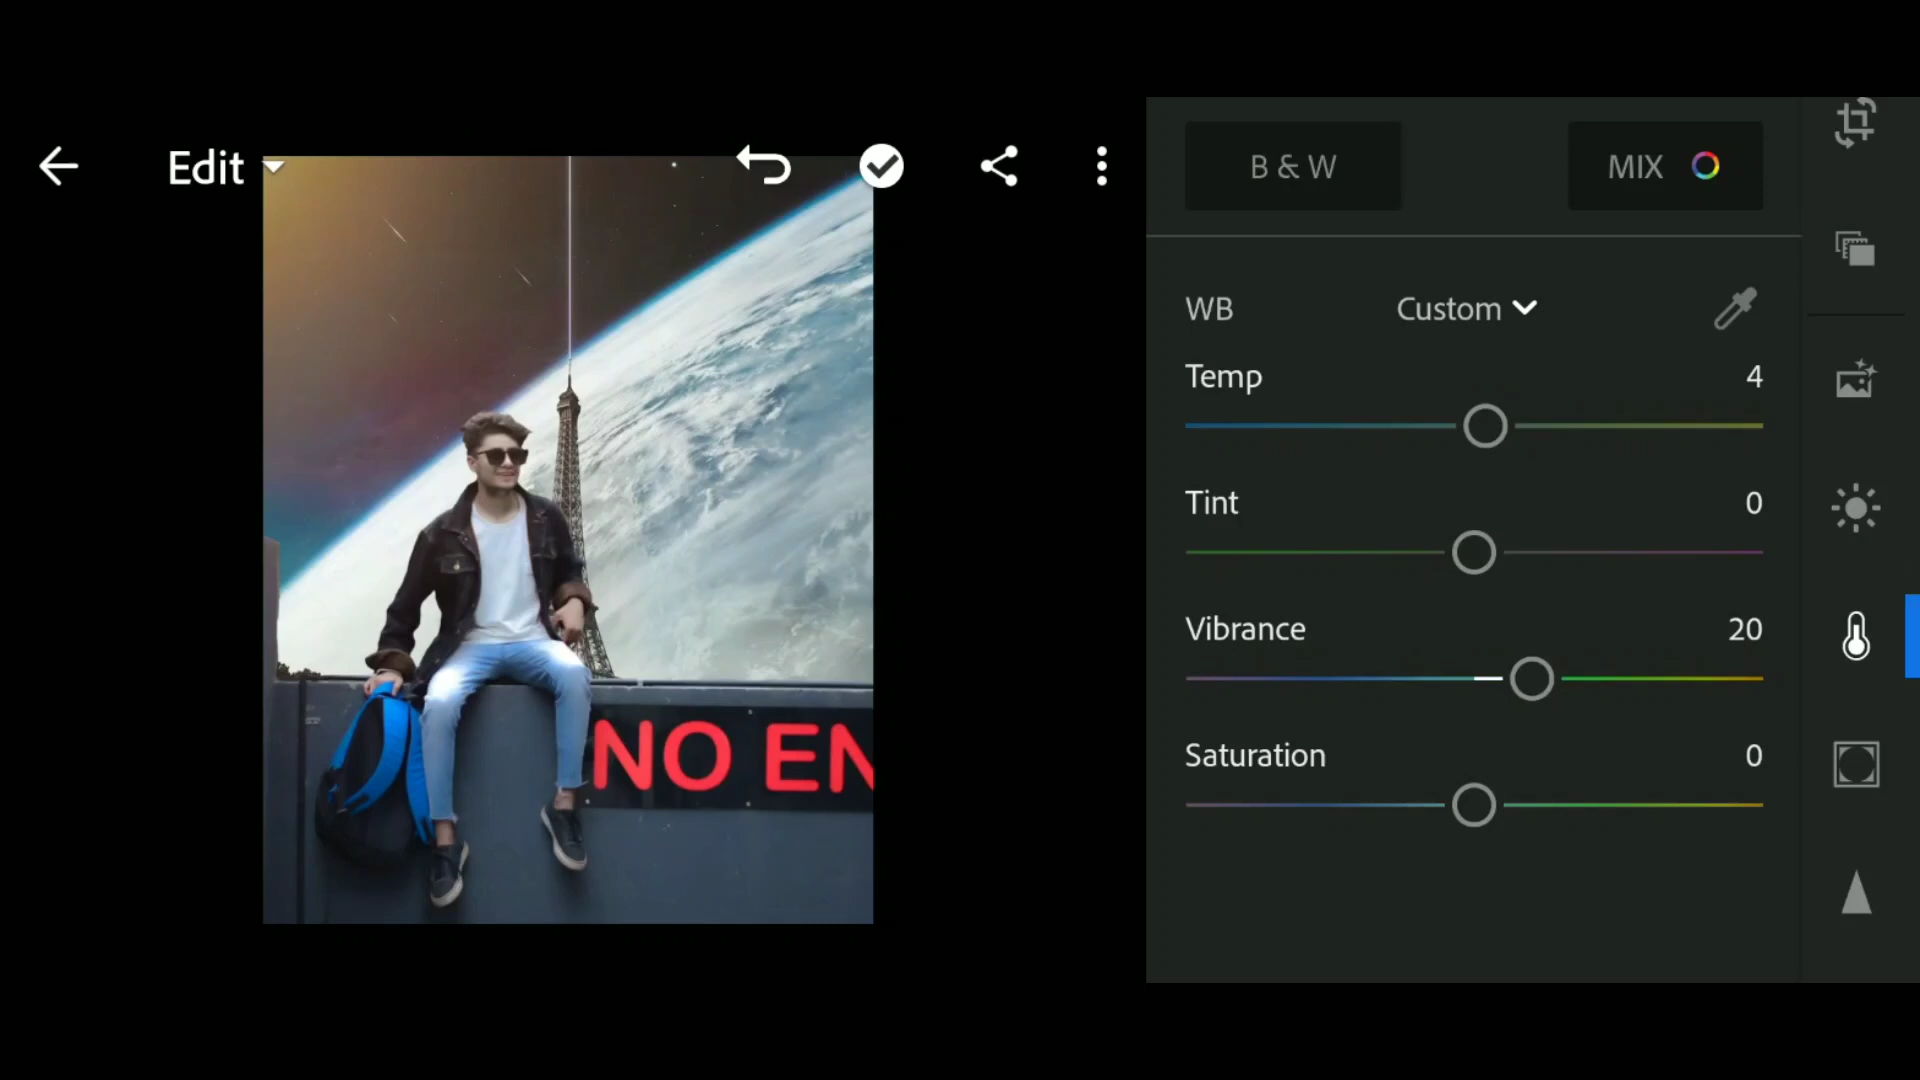 Edit
B & W
MIX
WB
Custom
Temp
4
Tint
0
Vibrance
20
Saturation
0
NO EN